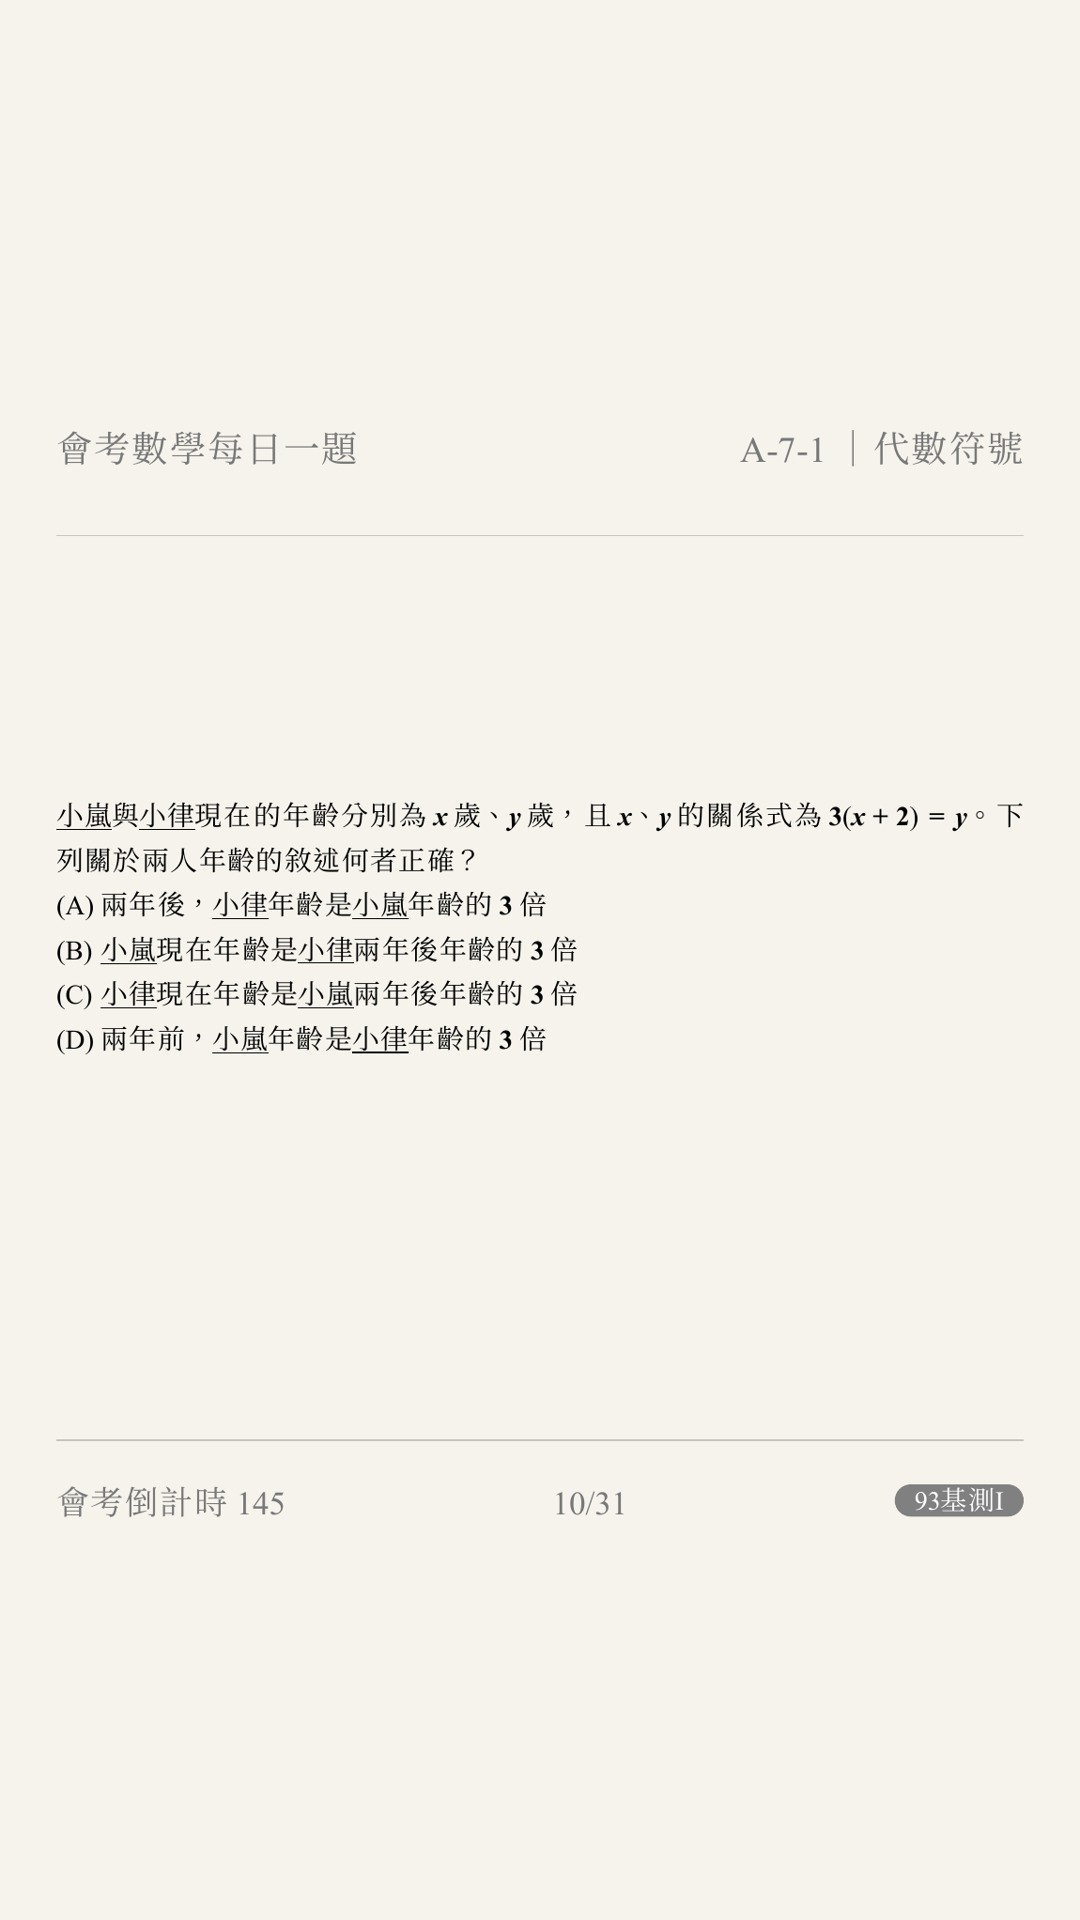 會考數學每日一題
A-7-1｜代數符號
小嵐與小律現在的年齡分別為 x 歲、y 歲，且 x、y 的關係式為 3(x + 2) = y。下
列關於兩人年齡的敘述何者正確？
(A) 兩年後，小律年齡是小嵐年齡的 3 倍
(B) 小嵐現在年齡是小律兩年後年齡的 3 倍
(C) 小律現在年齡是小嵐兩年後年齡的 3 倍
(D) 兩年前，小嵐年齡是小律年齡的 3 倍
會考倒計時 145
10/31
93基測I